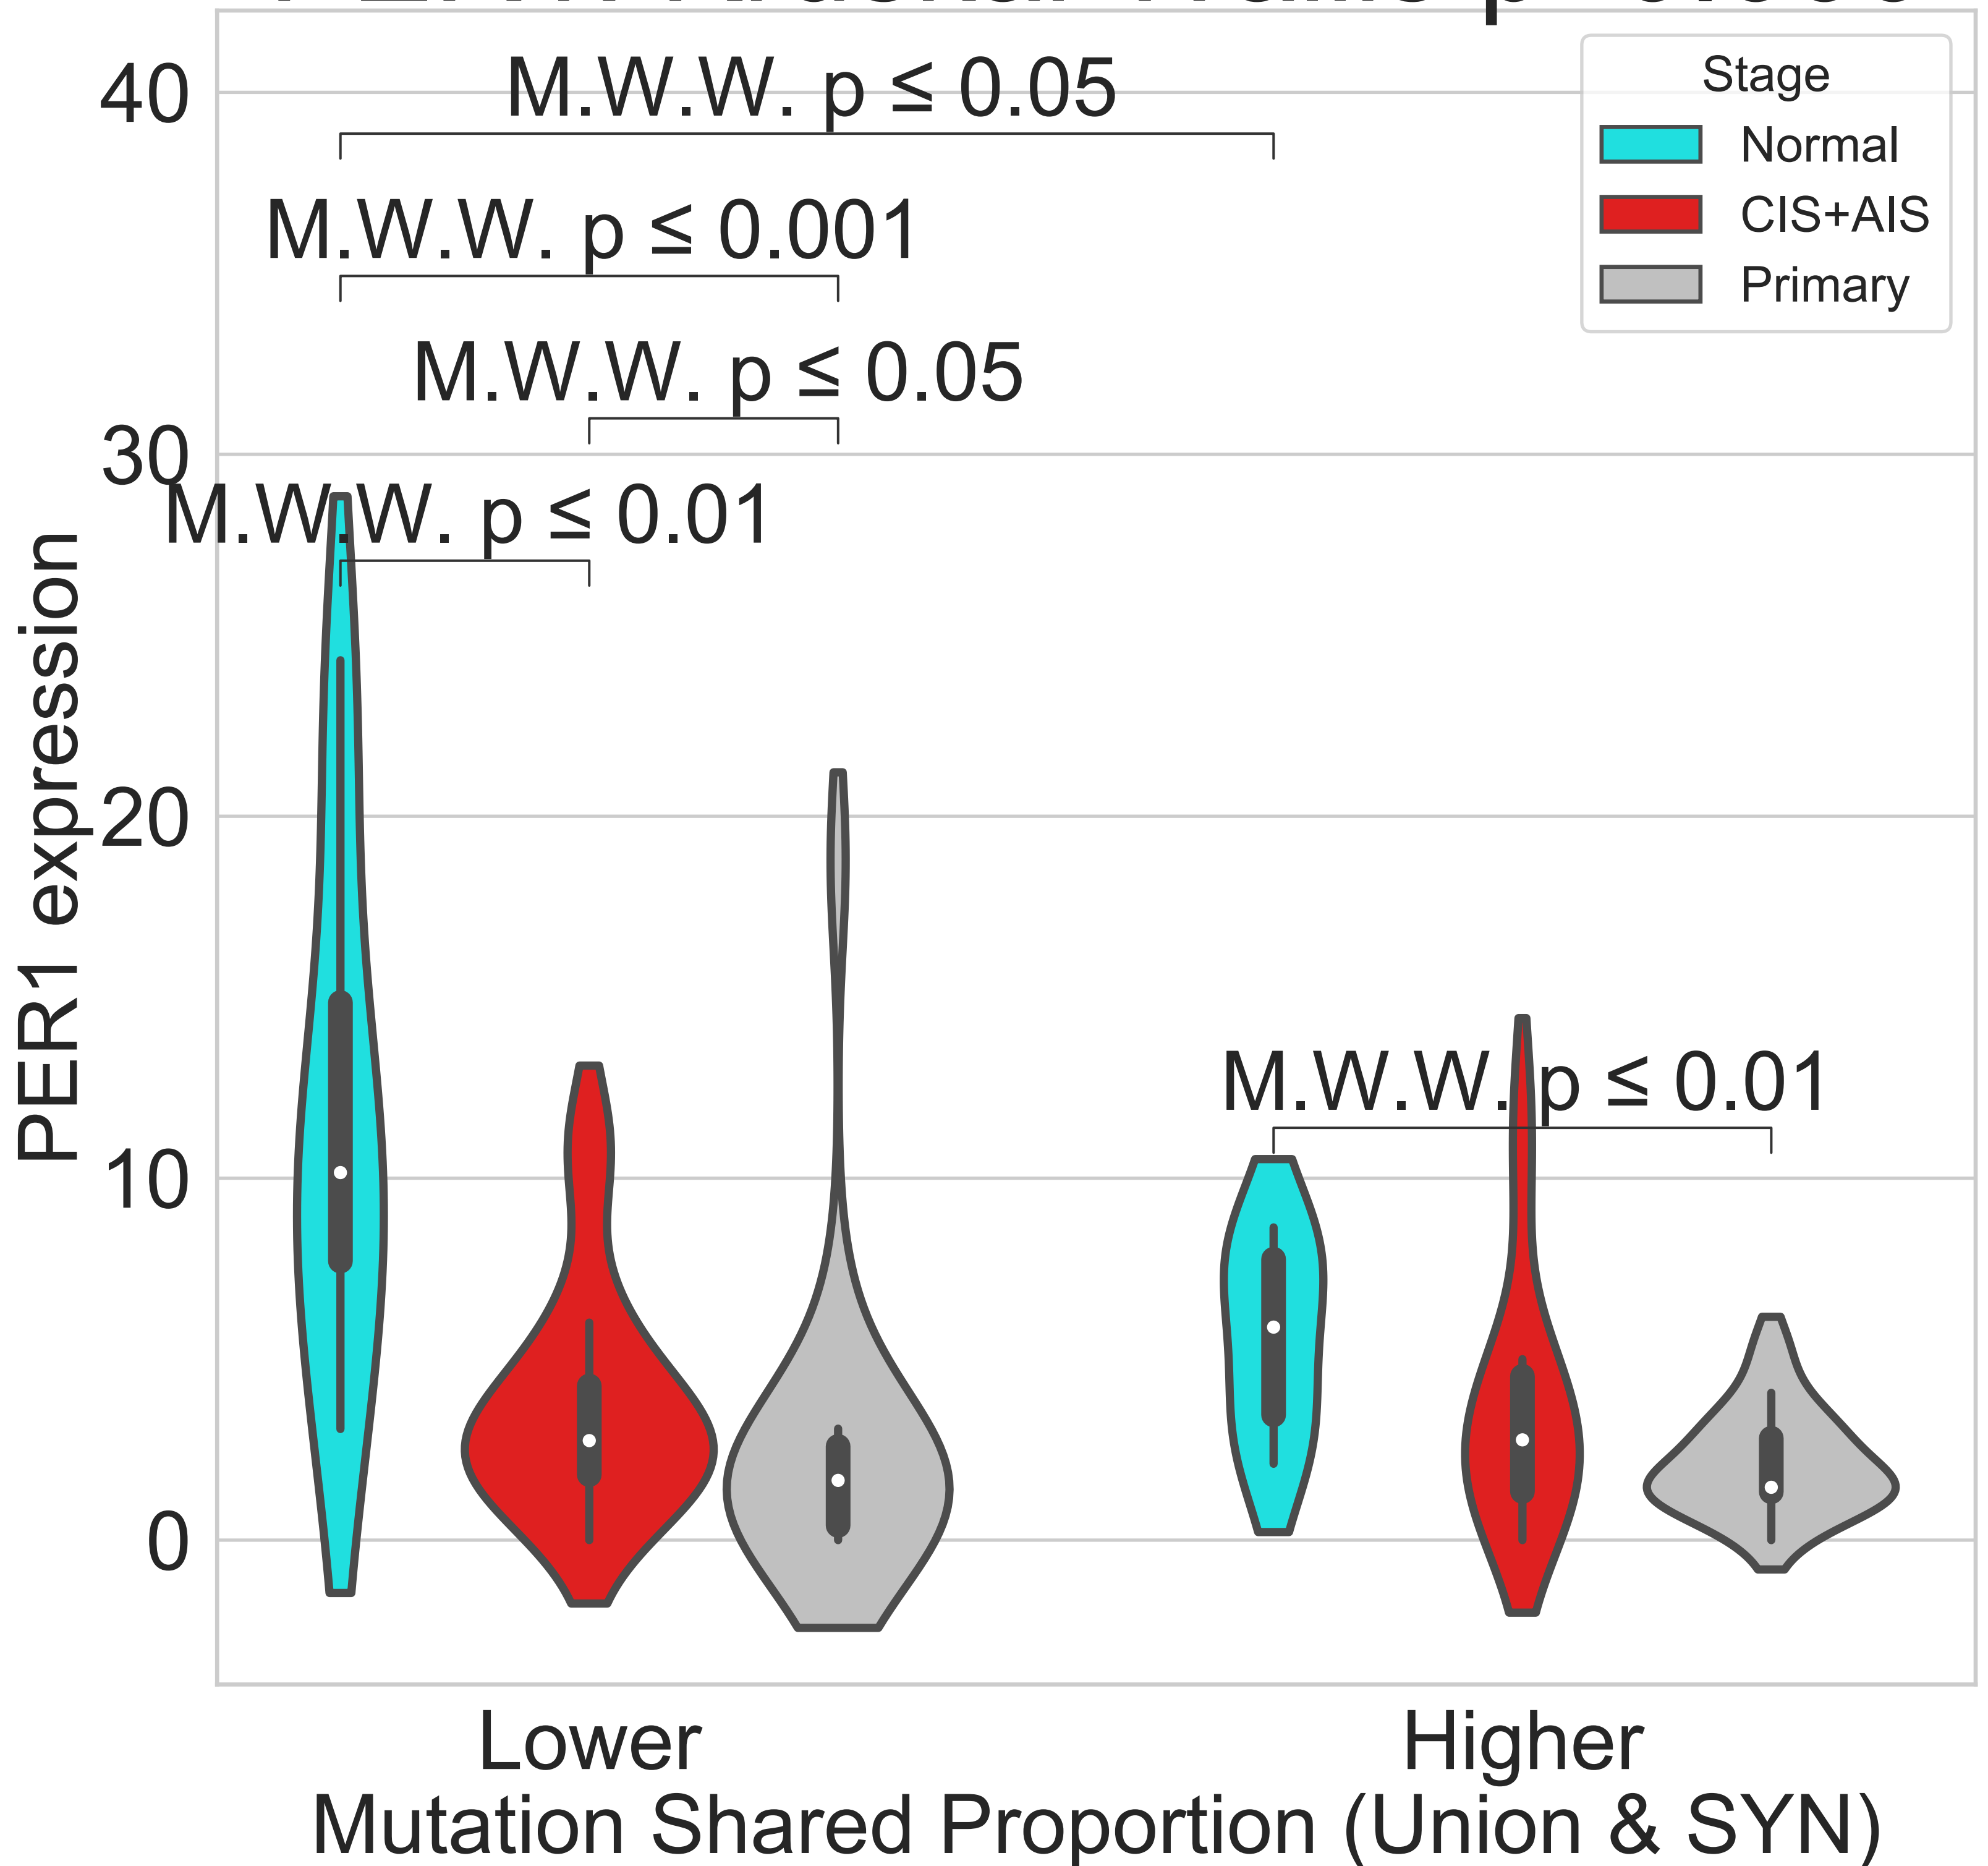 40
M.W.W. p ≤ 0.05
Stage
Normal
CIS+AIS
Primary
M.W.W. p ≤ 0.001
M.W.W. p ≤ 0.05
30
M.W.W. p ≤ 0.01
PER1 expression
20
M.W.W. p ≤ 0.01
10
0
Lower
Higher
Mutation Shared Proportion (Union & SYN)